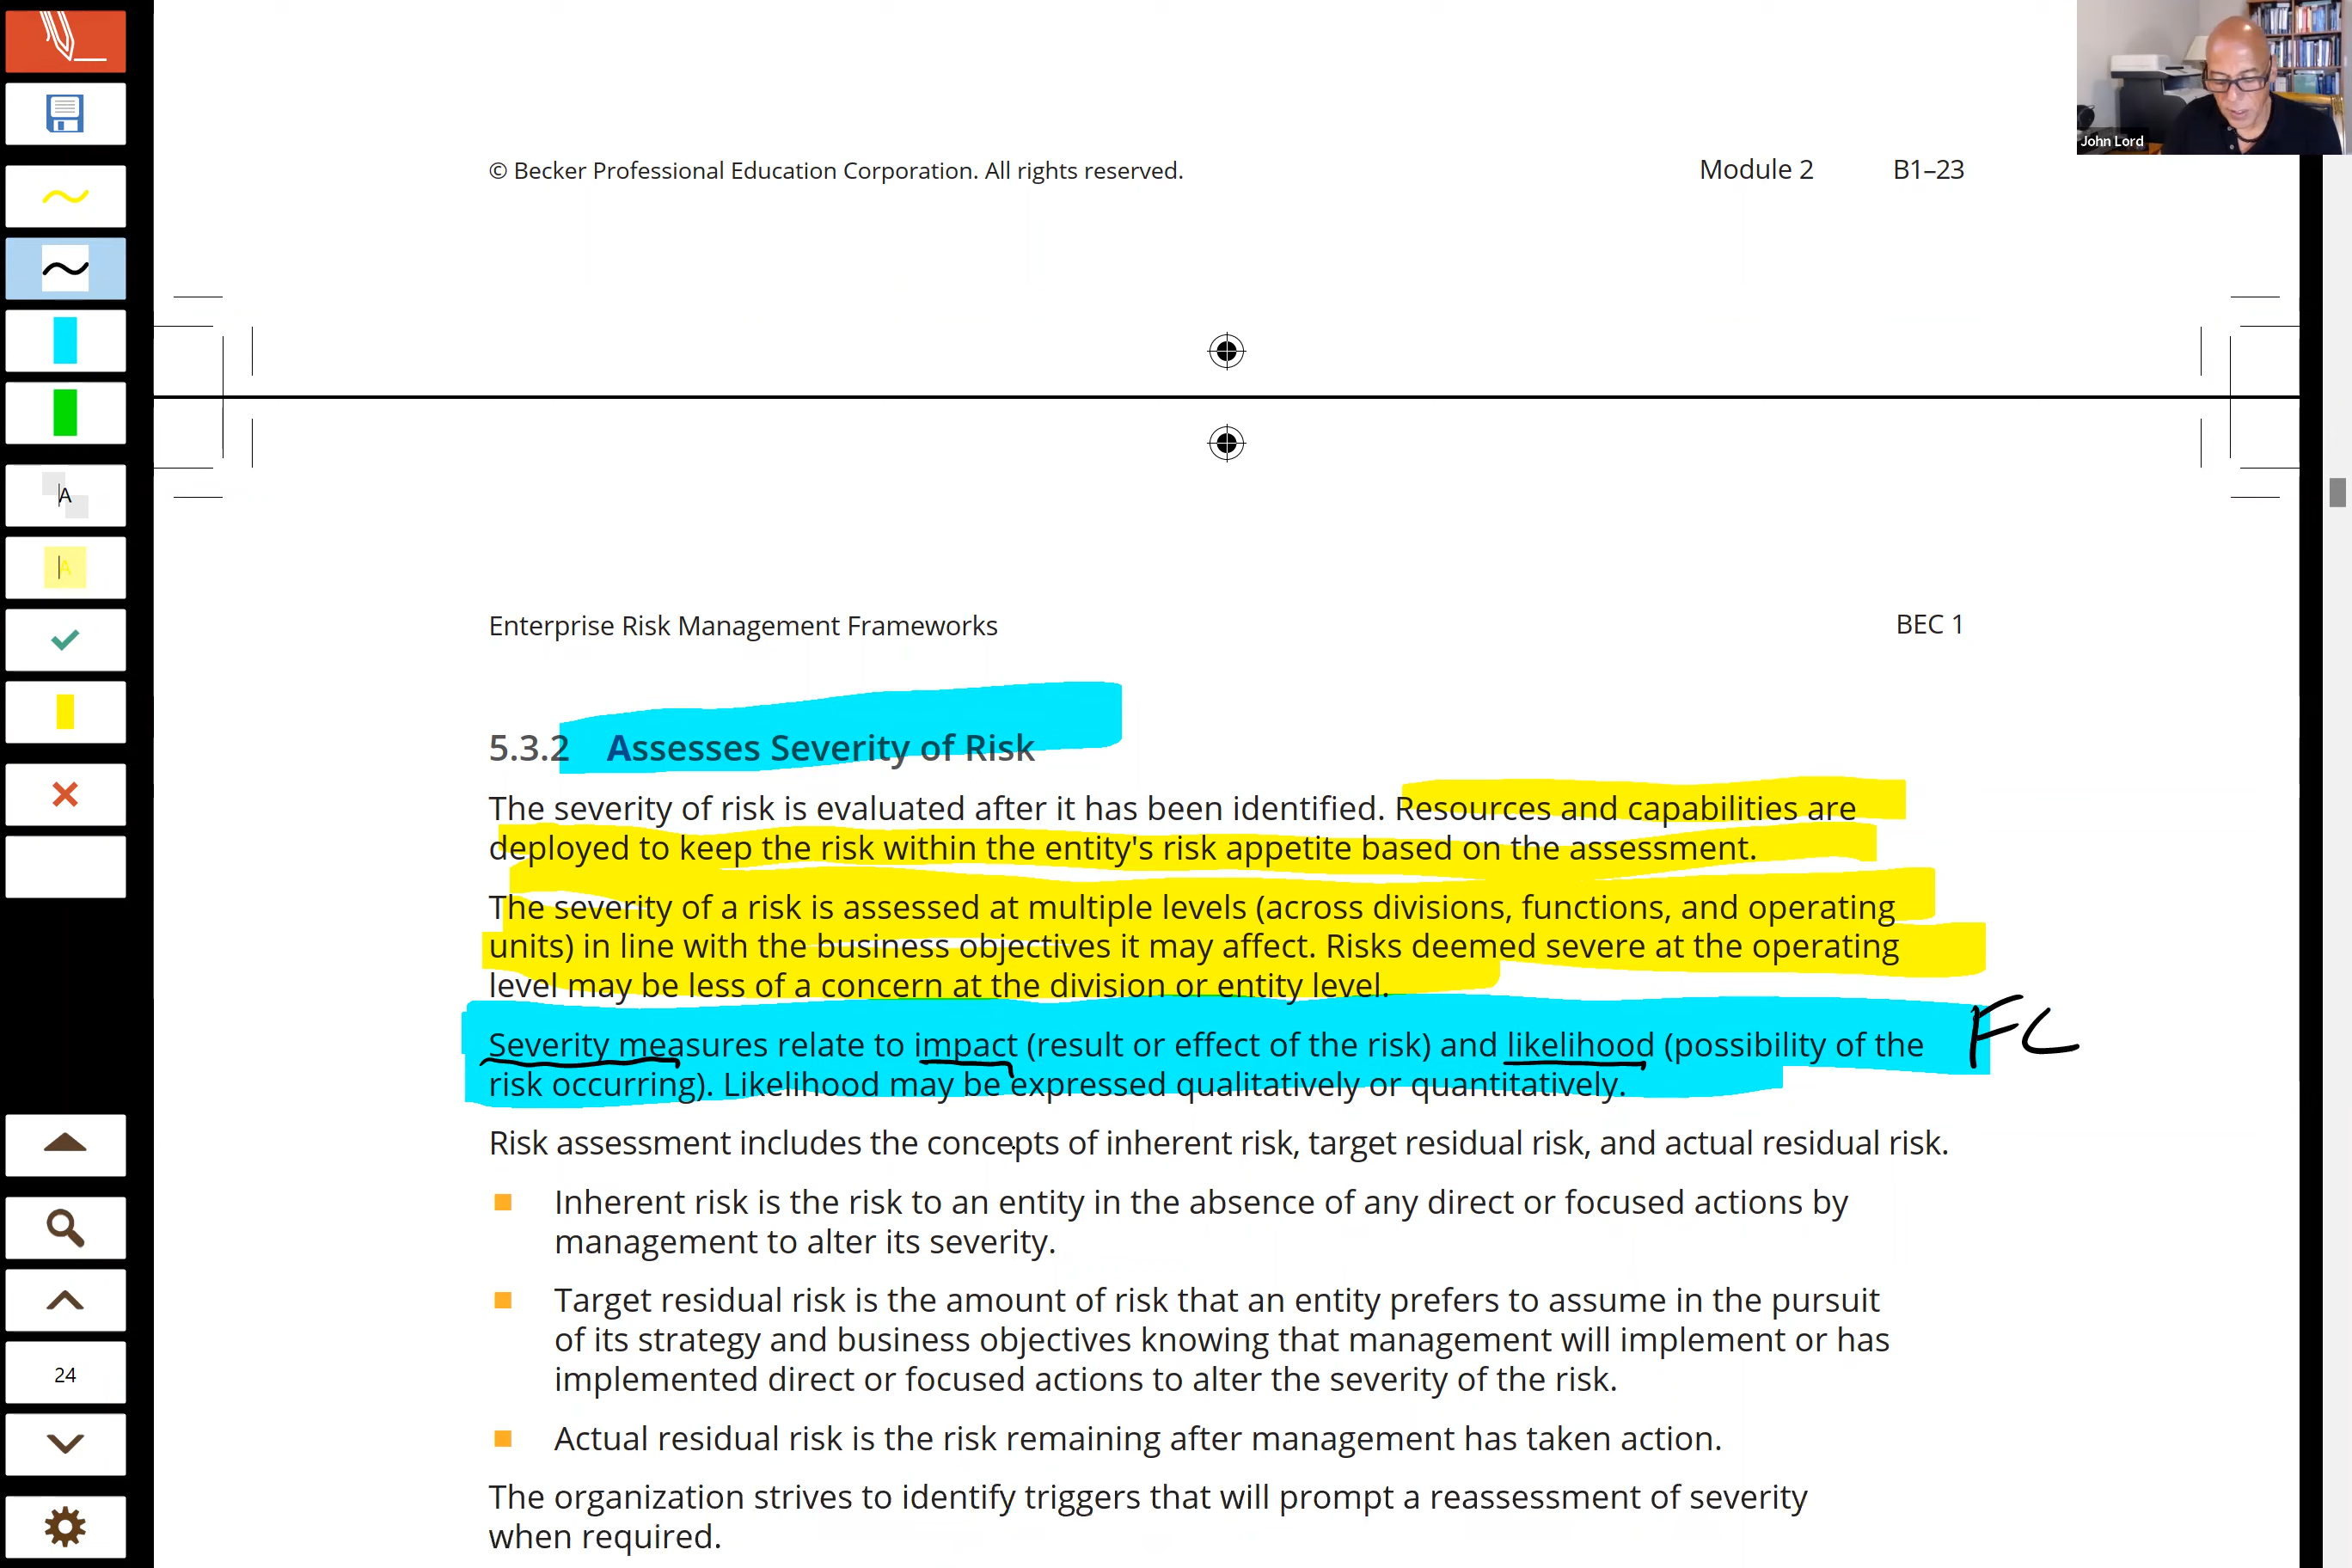 John Lord
© Becker Professional Education Corporation. All rights reserved.
Module 2 B1–23
Enterprise Risk Management Frameworks
BEC 1
5.3.2 Assesses Severity of Risk
The severity of risk is evaluated after it has been identified. Resources and capabilities are
deployed to keep the risk within the entity's risk appetite based on the assessment.
The severity of a risk is assessed at multiple levels (across divisions, functions, and operating
units) in line with the business objectives it may affect. Risks deemed severe at the operating
level may be less of a concern at the division or entity level.
Severity measures relate to impact (result or effect of the risk) and likelihood (possibility of the
risk occurring). Likelihood may be expressed qualitatively or quantitatively.
FC
Risk assessment includes the concepts of inherent risk, target residual risk, and actual residual risk.
Inherent risk is the risk to an entity in the absence of any direct or focused actions by
management to alter its severity.
Target residual risk is the amount of risk that an entity prefers to assume in the pursuit
of its strategy and business objectives knowing that management will implement or has
implemented direct or focused actions to alter the severity of the risk.
Actual residual risk is the risk remaining after management has taken action.
The organization strives to identify triggers that will prompt a reassessment of severity
when required.
A
A
24